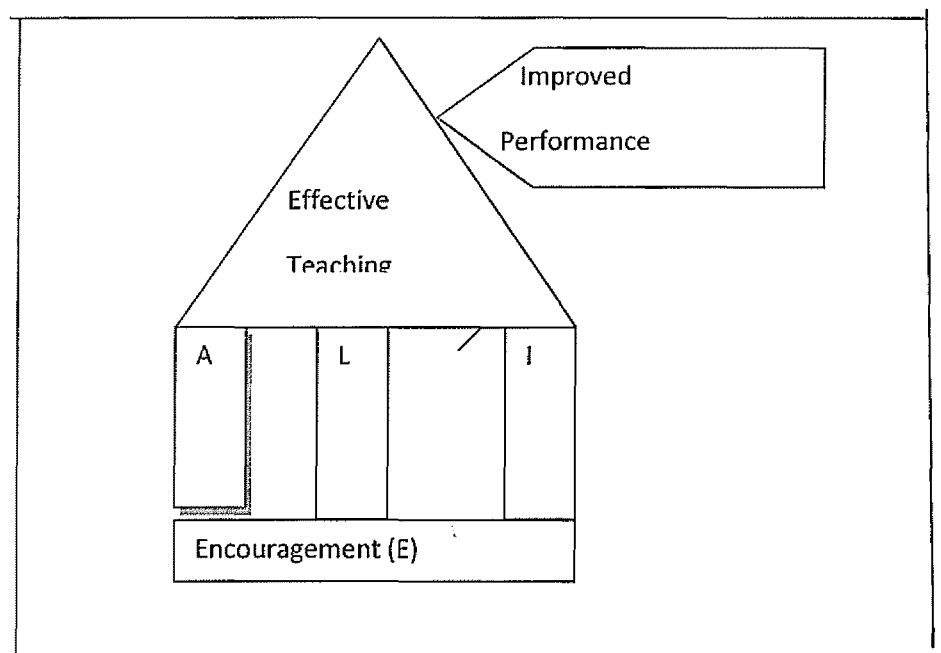 Improved
Performance
Effective
Teaching
A
L
I
Encouragement (E)